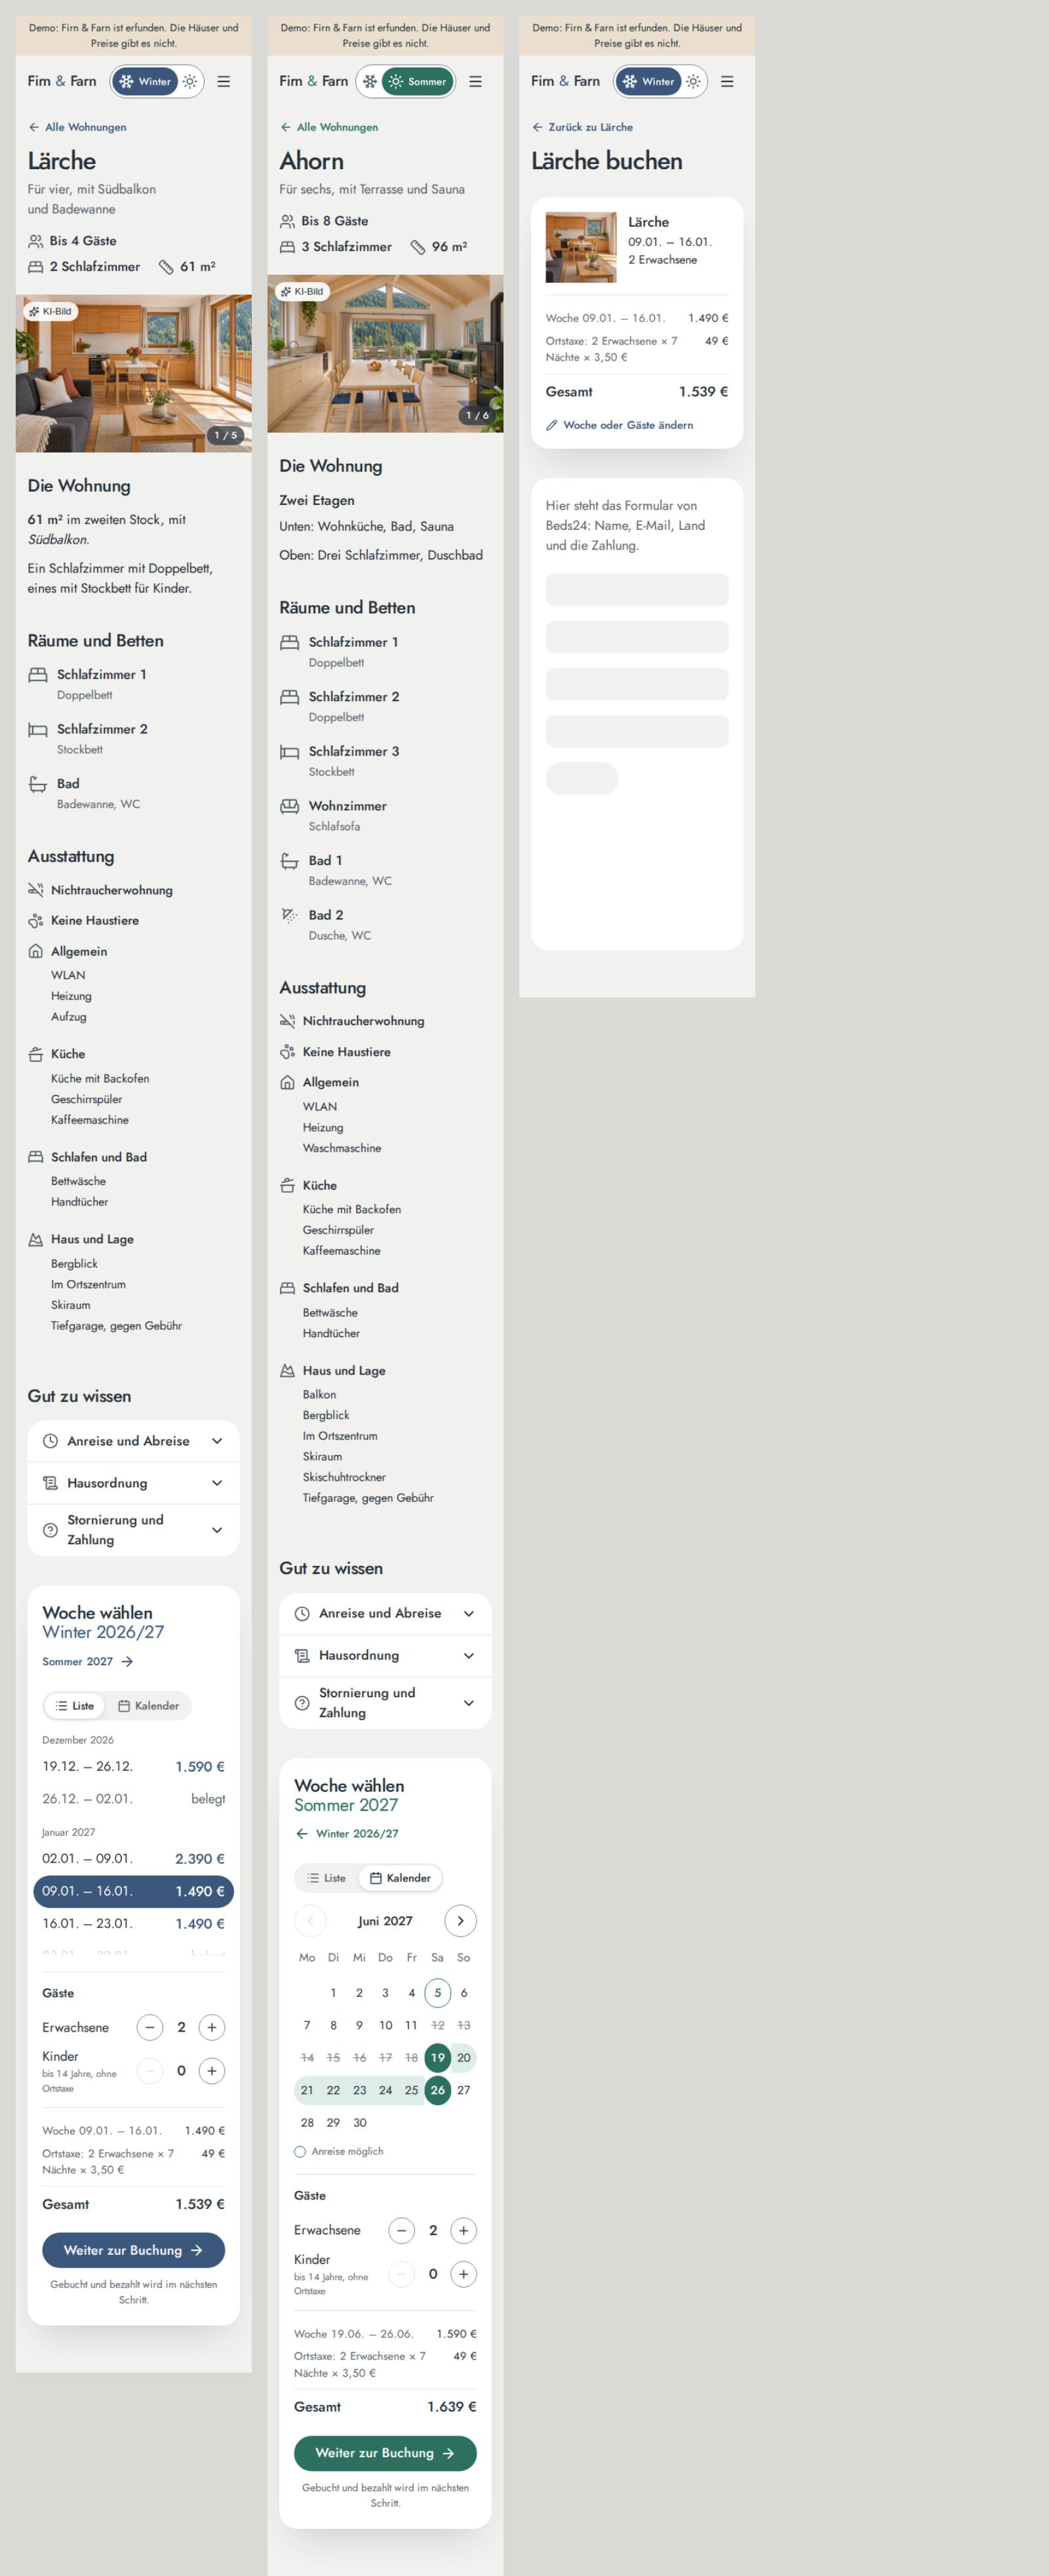 Demo: Firn & Farn ist erfunden. Die Häuser und
Preise gibt es nicht.
Firn & Farn
Winter
Alle Wohnungen
Lärche
Für vier, mit Südbalkon
und Badewanne
Bis 4 Gäste
2 Schlafzimmer 61 m²
KI-Bild
1 / 5
Die Wohnung
61 m² im zweiten Stock, mit
Südbalkon.
Ein Schlafzimmer mit Doppelbett,
eines mit Stockbett für Kinder.
Räume und Betten
Schlafzimmer 1
Doppelbett
Schlafzimmer 2
Stockbett
Bad
Badewanne, WC
Ausstattung
Nichtraucherwohnung
Keine Haustiere
Allgemein
WLAN
Heizung
Aufzug
Küche
Küche mit Backofen
Geschirrspüler
Kaffeemaschine
Schlafen und Bad
Bettwäsche
Handtücher
Haus und Lage
Bergblick
Im Ortszentrum
Skiraum
Tiefgarage, gegen Gebühr
Gut zu wissen
Anreise und Abreise
Hausordnung
Stornierung und
Zahlung
Woche wählen
Winter 2026/27
Sommer 2027
Liste Kalender
Dezember 2026
19.12. – 26.12. 1.590 €
26.12. – 02.01. belegt
Januar 2027
02.01. – 09.01. 2.390 €
09.01. – 16.01. 1.490 €
16.01. – 23.01. 1.490 €
Gäste
Erwachsene − 2 +
Kinder
bis 14 Jahre, ohne
Ortstaxe
− 0 +
Woche 09.01. – 16.01. 1.490 €
Ortstaxe: 2 Erwachsene × 7 49 €
Nächte × 3,50 €
Gesamt 1.539 €
Weiter zur Buchung
Gebucht und bezahlt wird im nächsten
Schritt.
Demo: Firn & Farn ist erfunden. Die Häuser und
Preise gibt es nicht.
Firn & Farn
Sommer
Alle Wohnungen
Ahorn
Für sechs, mit Terrasse und Sauna
Bis 8 Gäste
3 Schlafzimmer 96 m²
KI-Bild
1 / 6
Die Wohnung
Zwei Etagen
Unten: Wohnküche, Bad, Sauna
Oben: Drei Schlafzimmer, Duschbad
Räume und Betten
Schlafzimmer 1
Doppelbett
Schlafzimmer 2
Doppelbett
Schlafzimmer 3
Stockbett
Wohnzimmer
Schlafsofa
Bad 1
Badewanne, WC
Bad 2
Dusche, WC
Ausstattung
Nichtraucherwohnung
Keine Haustiere
Allgemein
WLAN
Heizung
Waschmaschine
Küche
Küche mit Backofen
Geschirrspüler
Kaffeemaschine
Schlafen und Bad
Bettwäsche
Handtücher
Haus und Lage
Balkon
Bergblick
Im Ortszentrum
Skiraum
Skischuhtrockner
Tiefgarage, gegen Gebühr
Gut zu wissen
Anreise und Abreise
Hausordnung
Stornierung und
Zahlung
Woche wählen
Sommer 2027
Winter 2026/27
Liste Kalender
Juni 2027
Mo Di Mi Do Fr Sa So
1 2 3 4 5 6
7 8 9 10 11 12 13
14 15 16 17 18 19 20
21 22 23 24 25 26 27
28 29 30
Anreise möglich
Gäste
Erwachsene − 2 +
Kinder
bis 14 Jahre, ohne
Ortstaxe
− 0 +
Woche 19.06. – 26.06. 1.590 €
Ortstaxe: 2 Erwachsene × 7 49 €
Nächte × 3,50 €
Gesamt 1.639 €
Weiter zur Buchung
Gebucht und bezahlt wird im nächsten
Schritt.
Demo: Firn & Farn ist erfunden. Die Häuser und
Preise gibt es nicht.
Firn & Farn
Winter
Zurück zu Lärche
Lärche buchen
Lärche
09.01. – 16.01.
2 Erwachsene
Woche 09.01. – 16.01. 1.490 €
Ortstaxe: 2 Erwachsene × 7 49 €
Nächte × 3,50 €
Gesamt 1.539 €
Woche oder Gäste ändern
Hier steht das Formular von
Beds24: Name, E-Mail, Land
und die Zahlung.